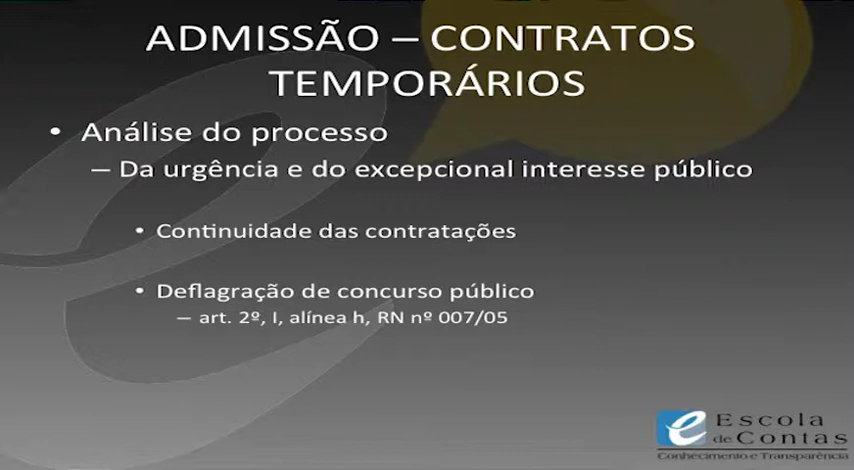 ADMISSÃO – CONTRATOS
TEMPORÁRIOS
• Análise do processo
– Da urgência e do excepcional interesse público
• Continuidade das contratações
• Deflagração de concurso público
– art. 2º, I, alínea h, RN nº 007/05
e Escola
de Contas
Conhecimento e Transparência